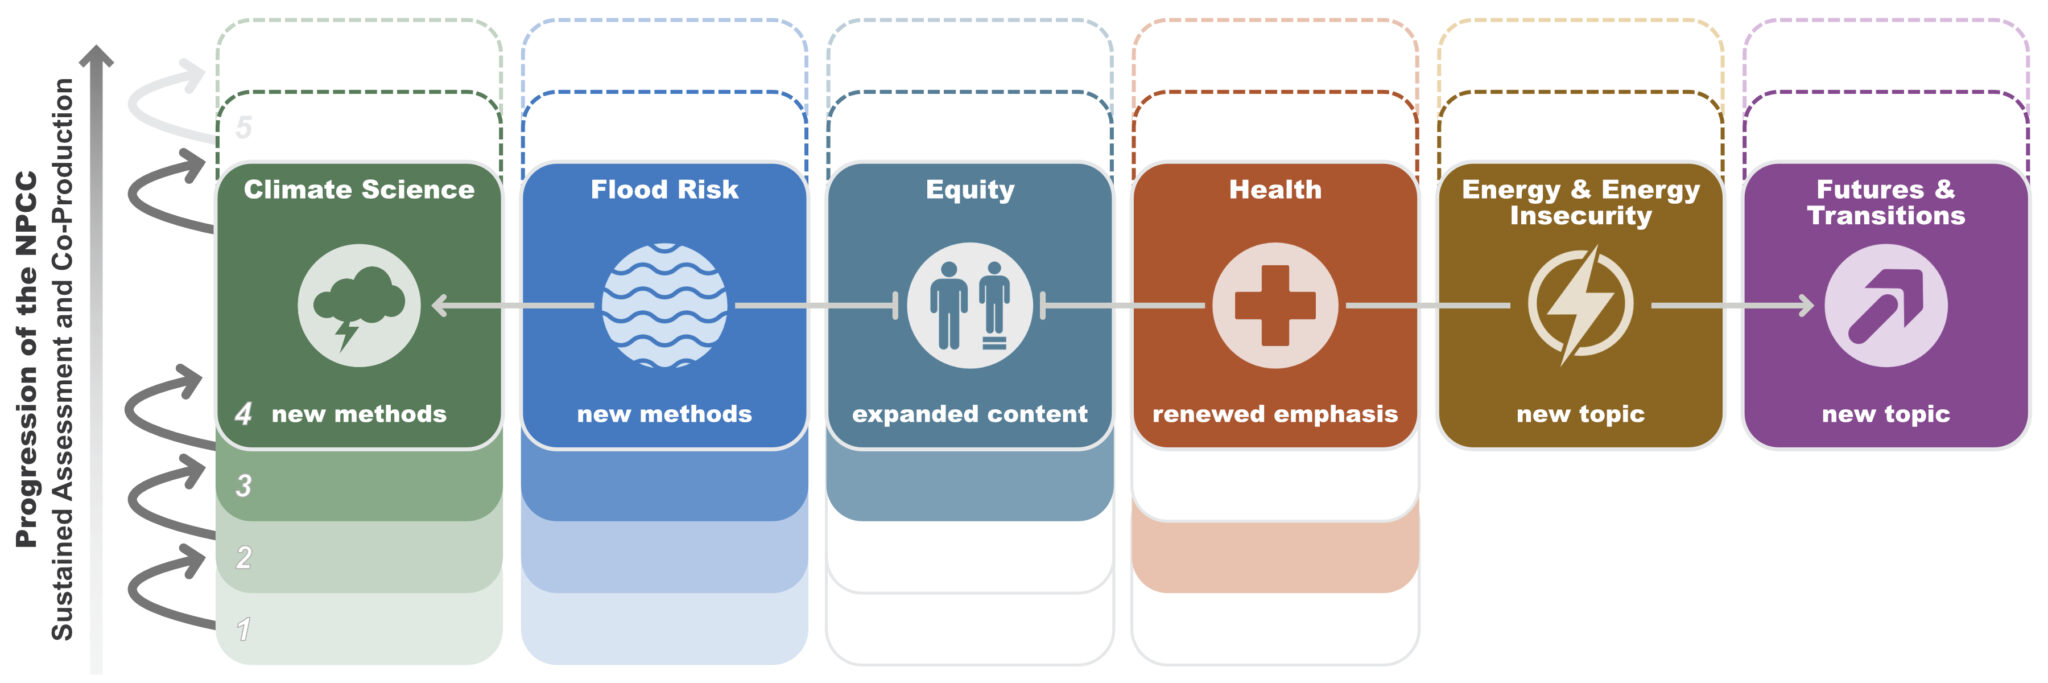 Progression of the NPCC
Sustained Assessment and Co-Production
5
Climate Science
Flood Risk
Equity
Health
Energy & Energy
Insecurity
Futures &
Transitions
4
new methods
new methods
expanded content
renewed emphasis
new topic
new topic
3
2
1